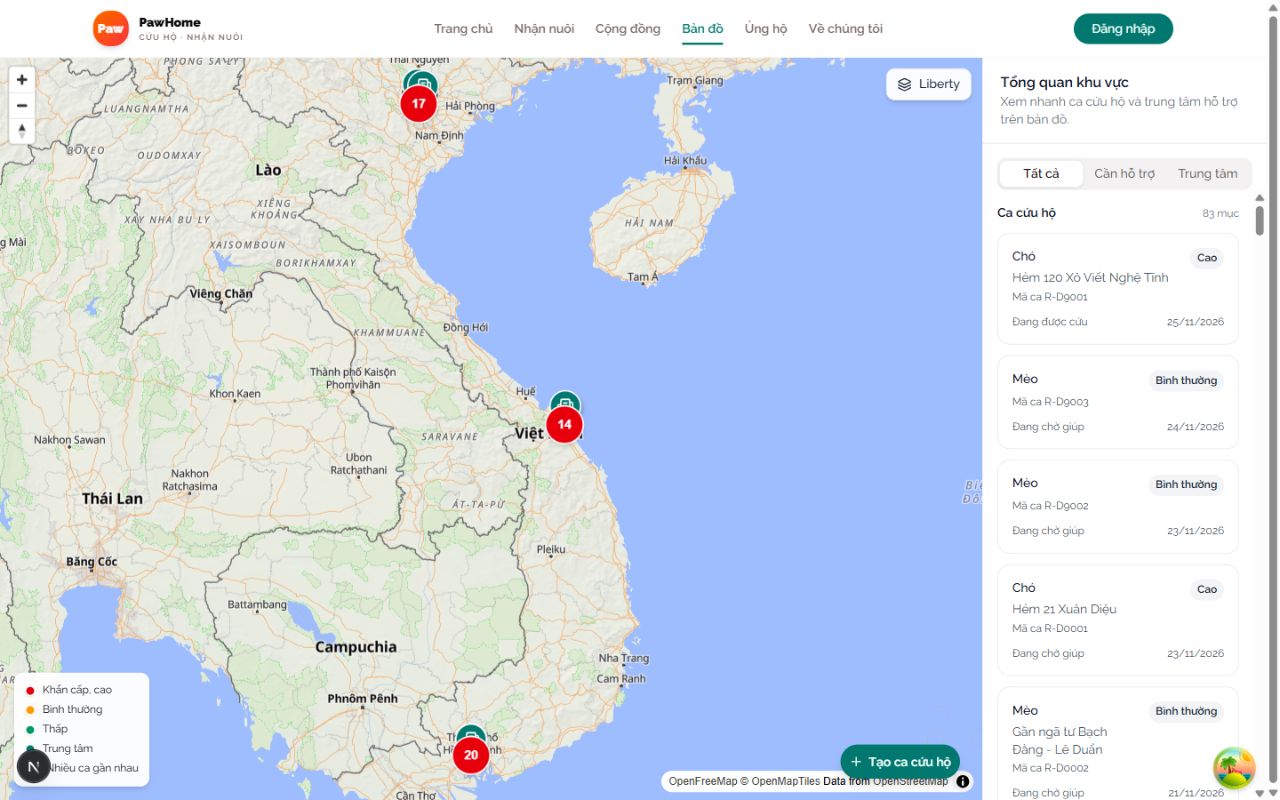 Paw
PawHome
CỨU HỘ · NHẬN NUÔI
Trang chủ
Nhận nuôi
Cộng đồng
Bản đồ
Ủng hộ
Về chúng tôi
Đăng nhập
Liberty
Thái Nguyên
PHONG SA LY
LUANGNAMTHA
BOKEO
OUDOMXAY
Lào
XIÊNG
KHOẢNG
XAY NHA BU LY
XAISOMBOUN
BORIKHAMXAY
Viêng Chăn
KHAMMUANE
17
Hải Phòng
Nam Định
Trạm Giang
Hải Khẩu
HẢI NAM
Tam Á
Đồng Hới
Thành phố Kaisỏn
Phomvihân
Khon Kaen
Huế
14
SARAVANE
Nakhon Sawan
Ubon
Ratchathani
Nakhon
Ratchasima
Thái Lan
ÁT-TA-PỰ
Băng Cốc
Pleiku
Battambang
Campuchia
Nha Trang
Cam Ranh
Phnôm Pênh
20
Cần Thơ
Khẩn cấp, cao
Bình thường
Thấp
Trung tâm
Nhiều ca gần nhau
N
+ Tạo ca cứu hộ
OpenFreeMap © OpenMapTiles Data from OpenStreetMap
Tổng quan khu vực
Xem nhanh ca cứu hộ và trung tâm hỗ trợ
trên bản đồ.
Tất cả
Cần hỗ trợ
Trung tâm
Ca cứu hộ
83 mục
Chó
Cao
Hẻm 120 Xô Viết Nghệ Tĩnh
Mã ca R-D9001
Đang được cứu
25/11/2026
Mèo
Bình thường
Mã ca R-D9003
Đang chờ giúp
24/11/2026
Mèo
Bình thường
Mã ca R-D9002
Đang chờ giúp
23/11/2026
Chó
Cao
Hẻm 21 Xuân Diệu
Mã ca R-D0001
Đang chờ giúp
23/11/2026
Mèo
Bình thường
Gần ngã tư Bạch
Đằng - Lê Duẩn
Mã ca R-D0002
Đang chờ giúp
21/11/2026